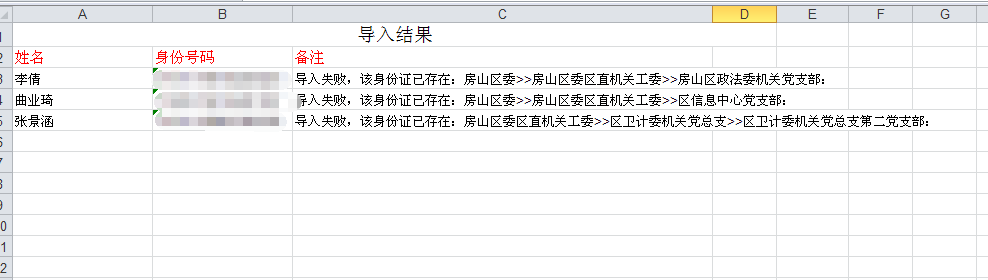 A B C D E F G
导入结果
2 姓名 身份号码 备注
3 李倩 导入失败，该身份证已存在：房山区委>>房山区委区直机关工委>>房山区政法委机关党支部：
4 曲业琦 导入失败，该身份证已存在：房山区委>>房山区委区直机关工委>>区信息中心党支部：
5 张景涵 导入失败，该身份证已存在：房山区委区直机关工委>>区卫计委机关党总支>>区卫计委机关党总支第二党支部：
6
7
8
9
0
1
2